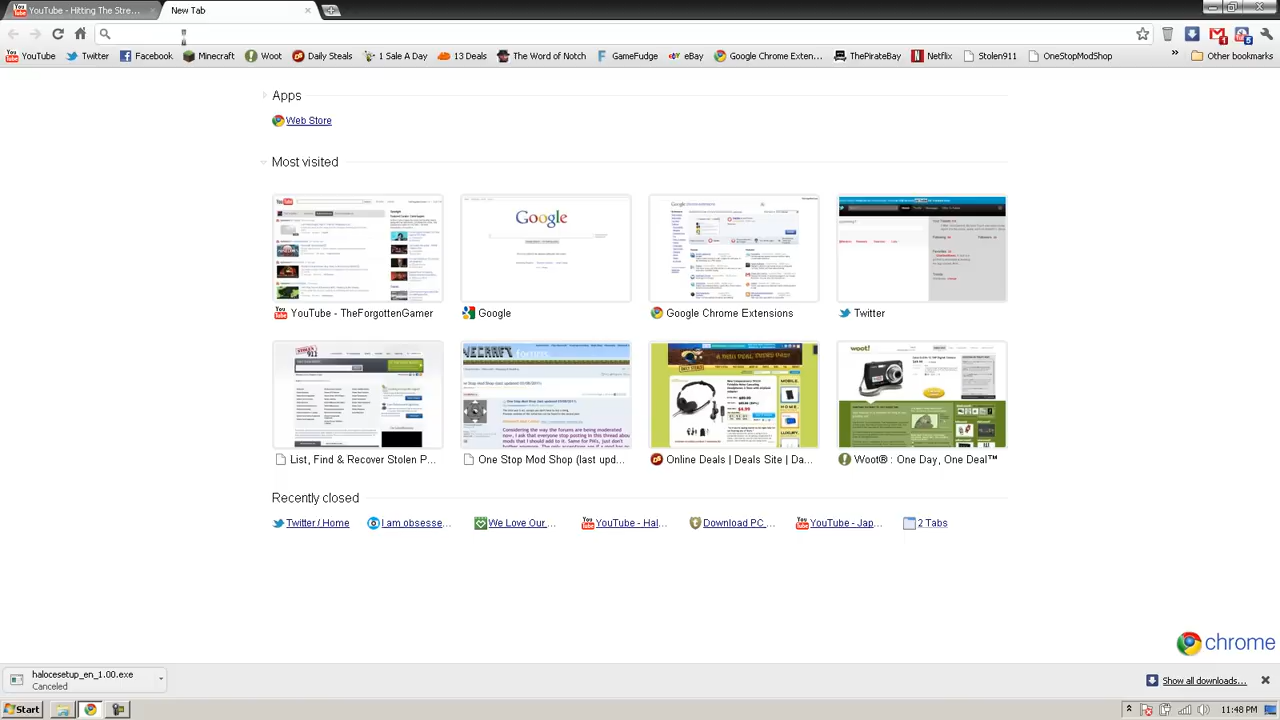 YouTube - Hitting The Stre...
New Tab
YouTube
Twitter
Facebook
Minecraft
Woot
Daily Steals
1 Sale A Day
13 Deals
The Word of Notch
GameFudge
eBay
Google Chrome Exten...
ThePirateBay
Netflix
Stolen911
OneStopModShop
Other bookmarks
Apps
Web Store
Most visited
Google
YouTube - TheForgottenGamer
Google
Google Chrome Extensions
Twitter
woot!
List, Find & Recover Stolen P...
One Stop Mod Shop (last upd...
Online Deals | Deals Site | Da...
Woot® : One Day, One Deal™
Recently closed
Twitter / Home
I am obsesse...
We Love Our ...
YouTube - Hal...
Download PC ...
YouTube - Jap...
2 Tabs
chrome
halocesetup_en_1.00.exe
Canceled
Show all downloads...
Start
11:48 PM